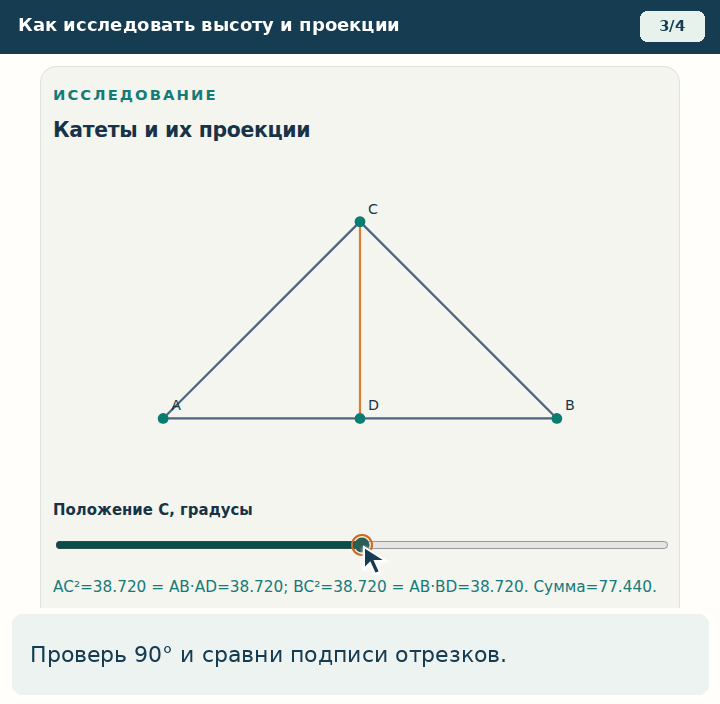 Как исследовать высоту и проекции
3/4
ИССЛЕДОВАНИЕ
Катеты и их проекции
C
A
D
B
Положение C, градусы
AC²=38.720 = AB·AD=38.720; BC²=38.720 = AB·BD=38.720. Сумма=77.440.
Проверь 90° и сравни подписи отрезков.